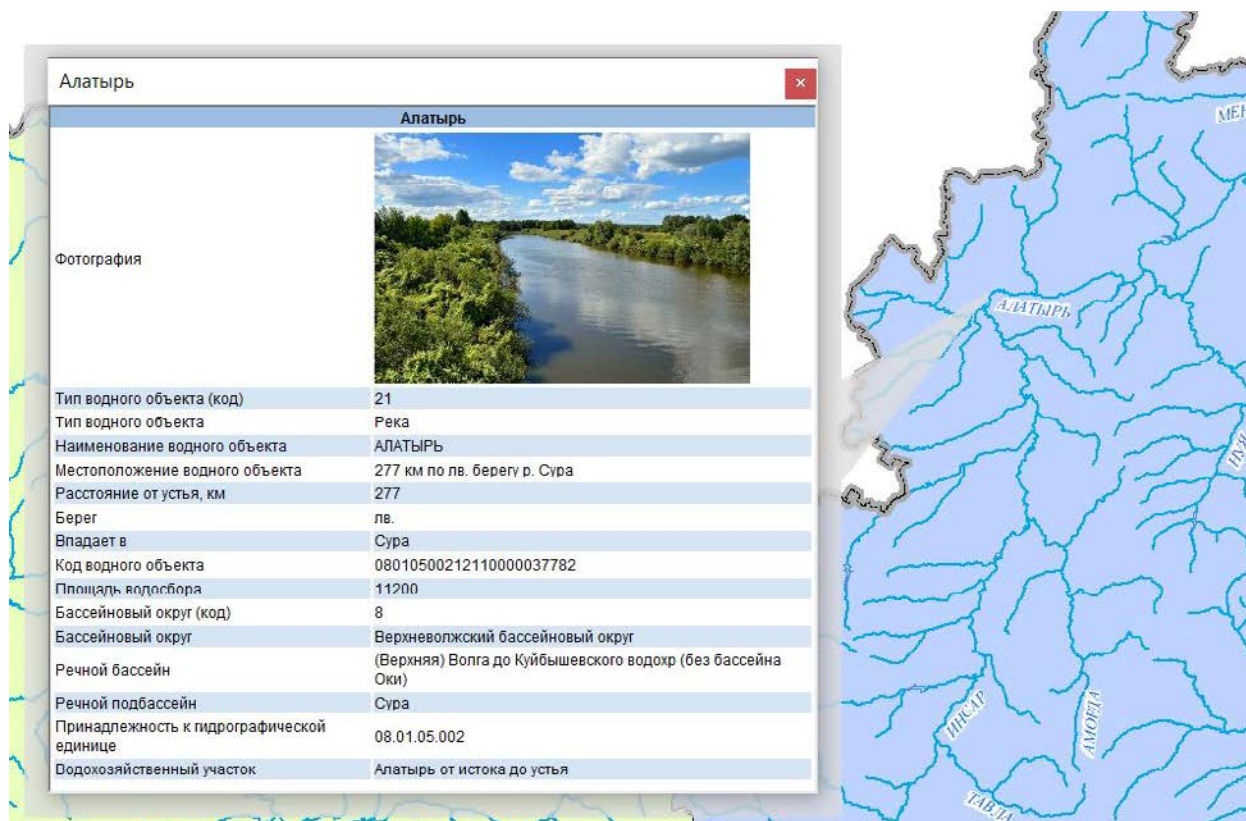 Алатырь
×
Алатырь
Фотография
Тип водного объекта (код) 21
Тип водного объекта Река
Наименование водного объекта АЛАТЫРЬ
Местоположение водного объекта 277 км по лв. берегу р. Сура
Расстояние от устья, км 277
Берег лв.
Впадает в Сура
Код водного объекта 08010500212110000037782
Площадь водосбора 11200
Бассейновый округ (код) 8
Бассейновый округ Верхневолжский бассейновый округ
Речной бассейн (Верхняя) Волга до Куйбышевского водохр (без бассейна
Оки)
Речной подбассейн Сура
Принадлежность к гидрографической
единице 08.01.05.002
Водохозяйственный участок Алатырь от истока до устья
МЕН
АЛАТЫРЬ
НУЯ
ИНСАР
АМОРДА
ТАВЛА